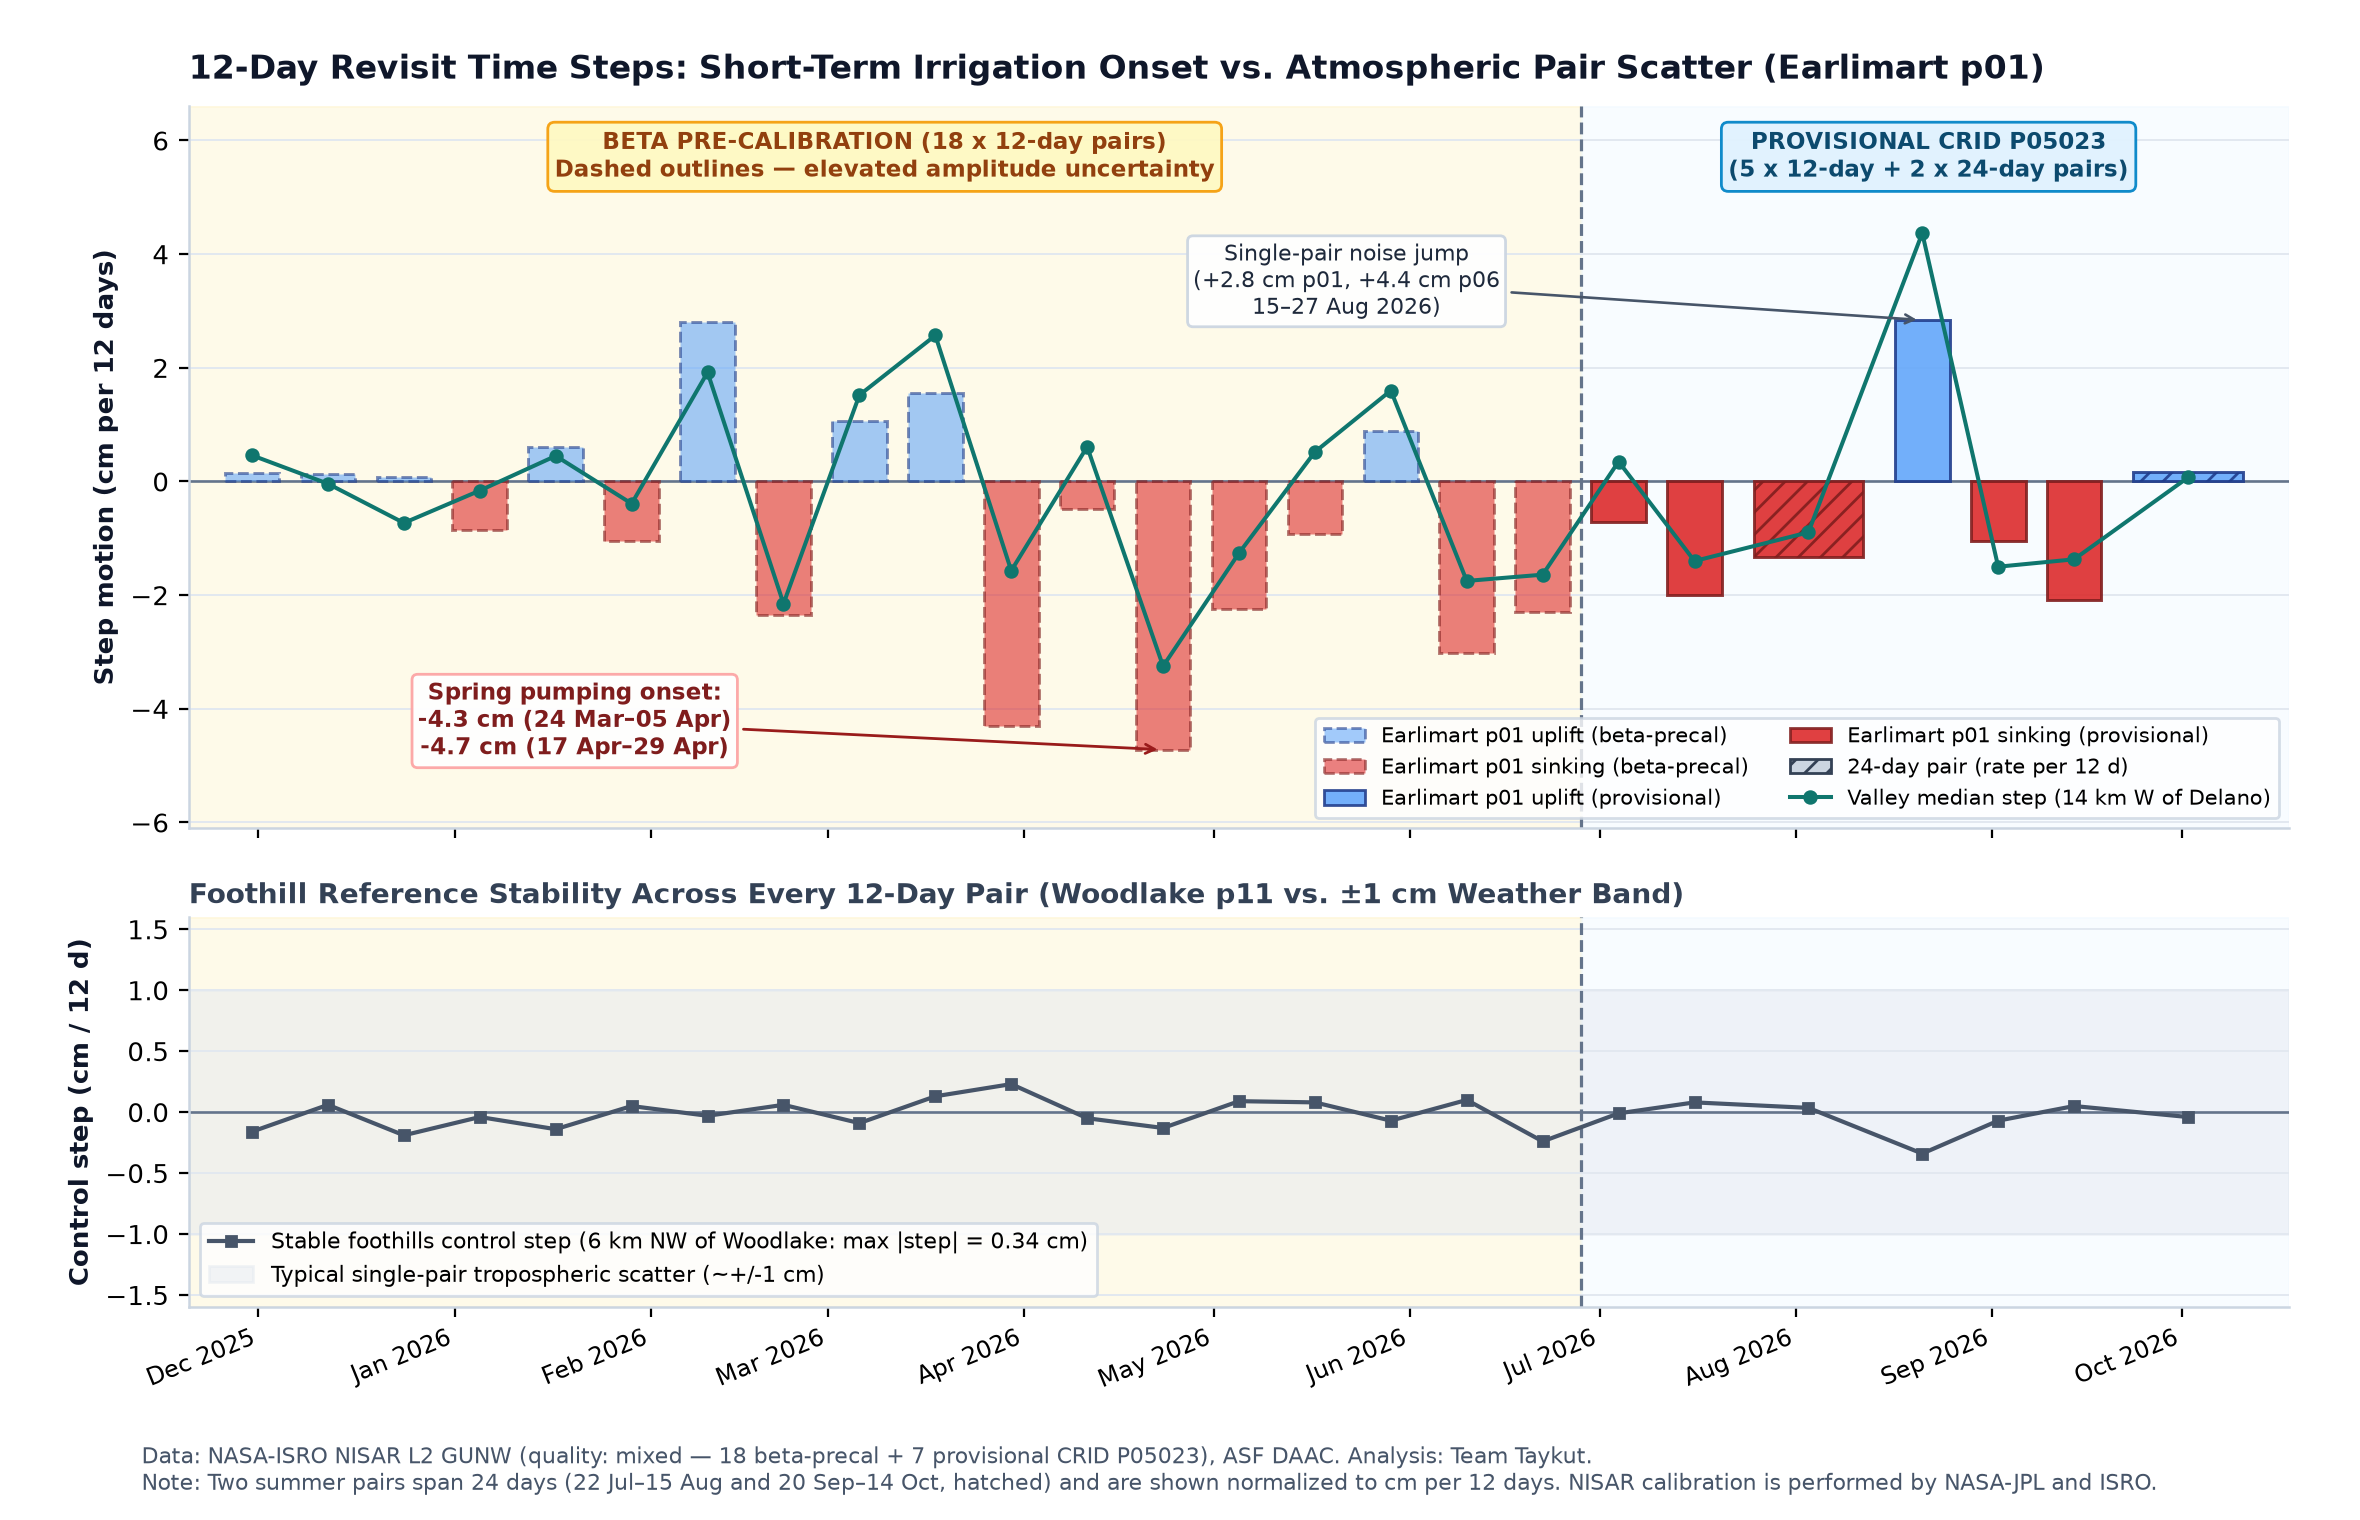 12-Day Revisit Time Steps: Short-Term Irrigation Onset vs. Atmospheric Pair Scatter (Earlimart p01)
BETA PRE-CALIBRATION (18 x 12-day pairs)
Dashed outlines — elevated amplitude uncertainty
PROVISIONAL CRID P05023
(5 x 12-day + 2 x 24-day pairs)
Single-pair noise jump
(+2.8 cm p01, +4.4 cm p06
15–27 Aug 2026)
Step motion (cm per 12 days)
6
4
2
0
−2
−4
−6
Spring pumping onset:
-4.3 cm (24 Mar–05 Apr)
-4.7 cm (17 Apr–29 Apr)
Earlimart p01 uplift (beta-precal)
Earlimart p01 sinking (beta-precal)
Earlimart p01 uplift (provisional)
Earlimart p01 sinking (provisional)
24-day pair (rate per 12 d)
Valley median step (14 km W of Delano)
Foothill Reference Stability Across Every 12-Day Pair (Woodlake p11 vs. ±1 cm Weather Band)
Control step (cm / 12 d)
1.5
1.0
0.5
0.0
−0.5
−1.0
−1.5
Stable foothills control step (6 km NW of Woodlake: max |step| = 0.34 cm)
Typical single-pair tropospheric scatter (~+/-1 cm)
Dec 2025
Jan 2026
Feb 2026
Mar 2026
Apr 2026
May 2026
Jun 2026
Jul 2026
Aug 2026
Sep 2026
Oct 2026
Data: NASA-ISRO NISAR L2 GUNW (quality: mixed — 18 beta-precal + 7 provisional CRID P05023), ASF DAAC. Analysis: Team Taykut.
Note: Two summer pairs span 24 days (22 Jul–15 Aug and 20 Sep–14 Oct, hatched) and are shown normalized to cm per 12 days. NISAR calibration is performed by NASA-JPL and ISRO.